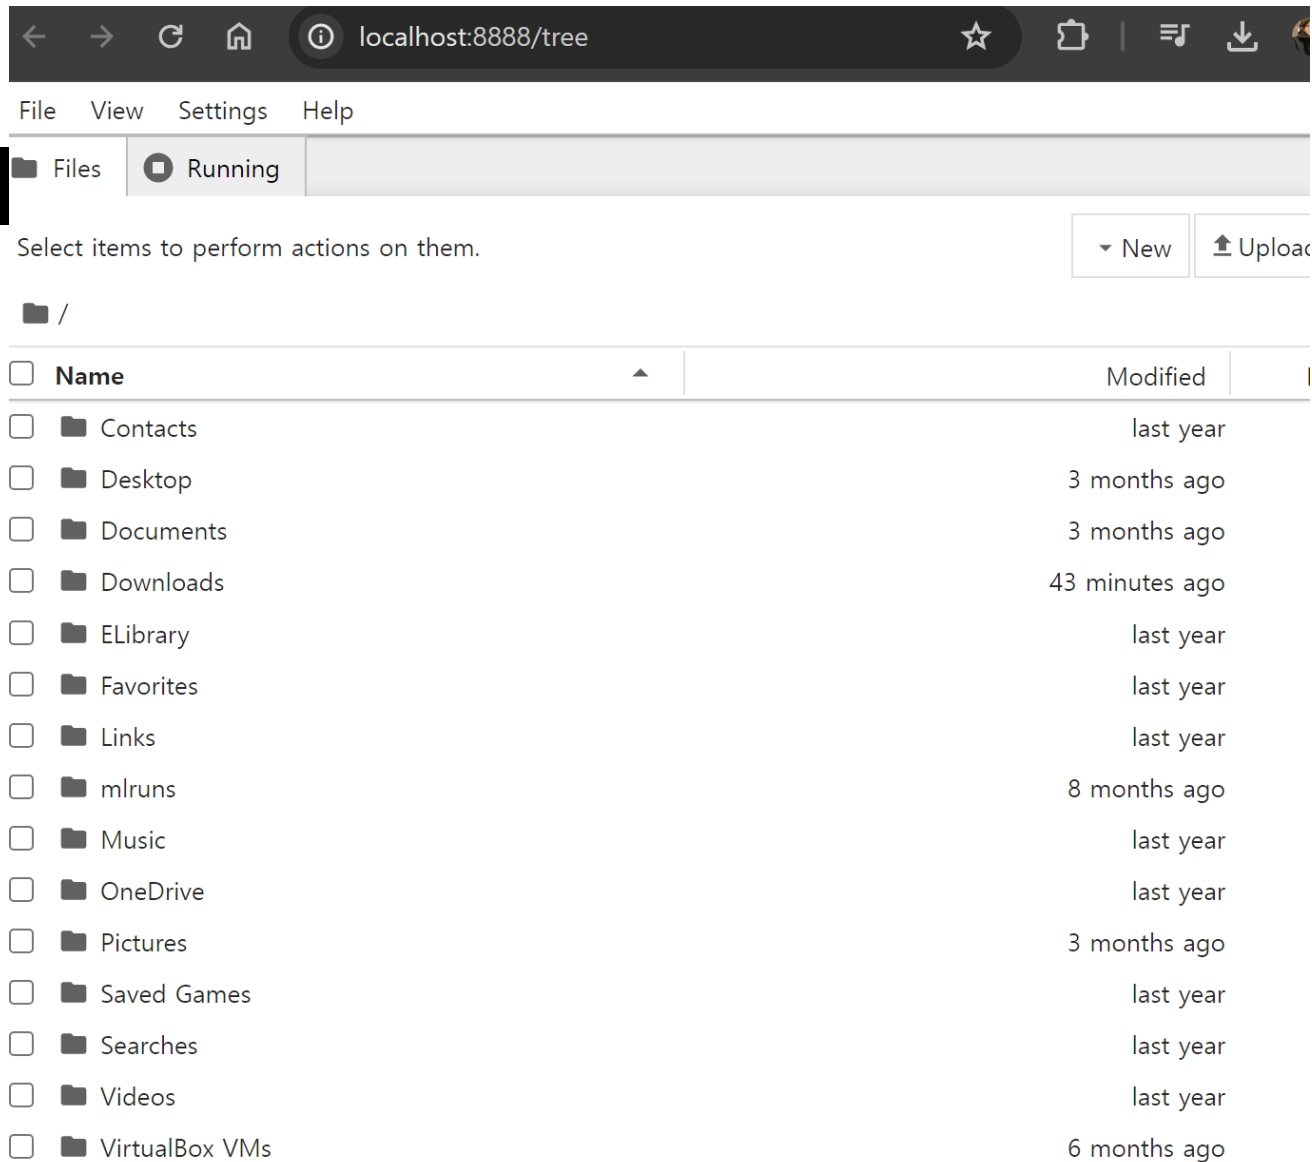 localhost:8888/tree
File View Settings Help
Files Running
Select items to perform actions on them.
New Upload
/
Name Modified
Contacts last year
Desktop 3 months ago
Documents 3 months ago
Downloads 43 minutes ago
ELibrary last year
Favorites last year
Links last year
mlruns 8 months ago
Music last year
OneDrive last year
Pictures 3 months ago
Saved Games last year
Searches last year
Videos last year
VirtualBox VMs 6 months ago